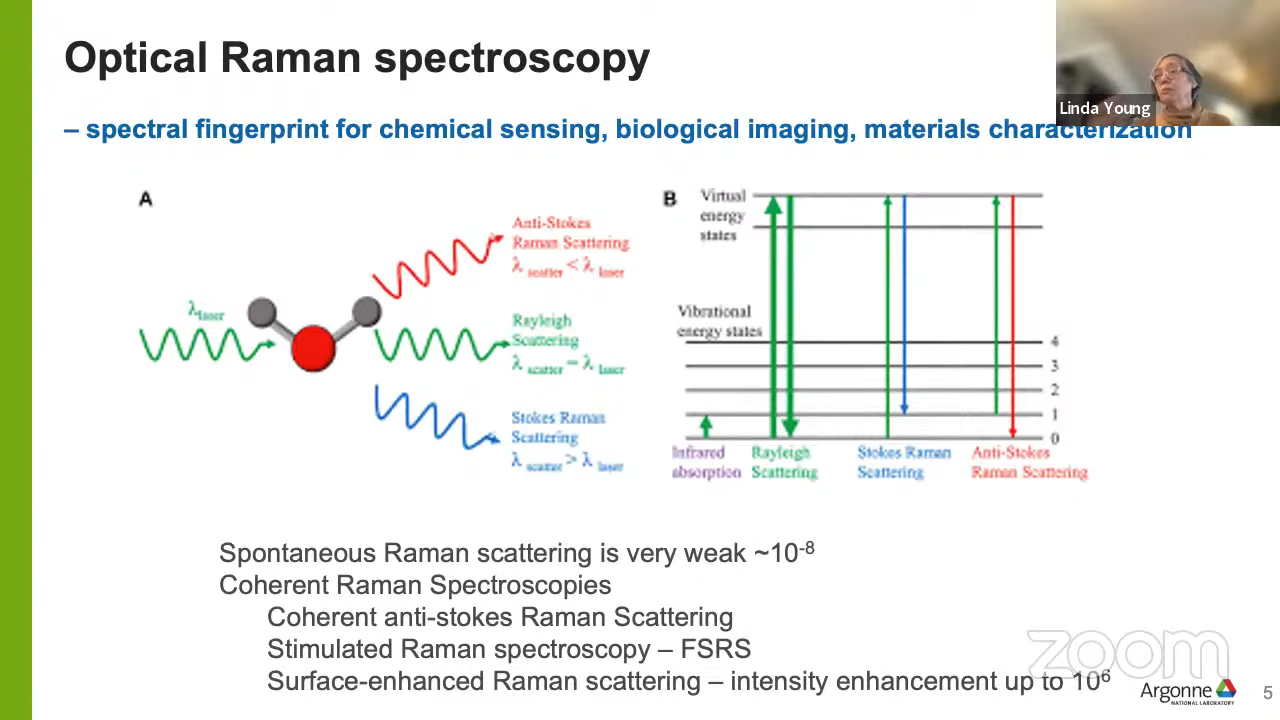 Optical Raman spectroscopy
Linda Young
– spectral fingerprint for chemical sensing, biological imaging, materials characterization
A
Anti-Stokes
Raman Scattering
λ scatter < λ laser
λlaser
Rayleigh
Scattering
λ scatter = λ laser
Stokes Raman
Scattering
λ scatter > λ laser
B
Virtual
energy
states
Vibrational
energy states
4
3
2
1
0
Infrared
absorption
Rayleigh
Scattering
Stokes Raman
Scattering
Anti-Stokes
Raman Scattering
Spontaneous Raman scattering is very weak ~10⁻⁸
Coherent Raman Spectroscopies
Coherent anti-stokes Raman Scattering
Stimulated Raman spectroscopy – FSRS
Surface-enhanced Raman scattering – intensity enhancement up to 10⁶
zoom
Argonne
NATIONAL LABORATORY
5